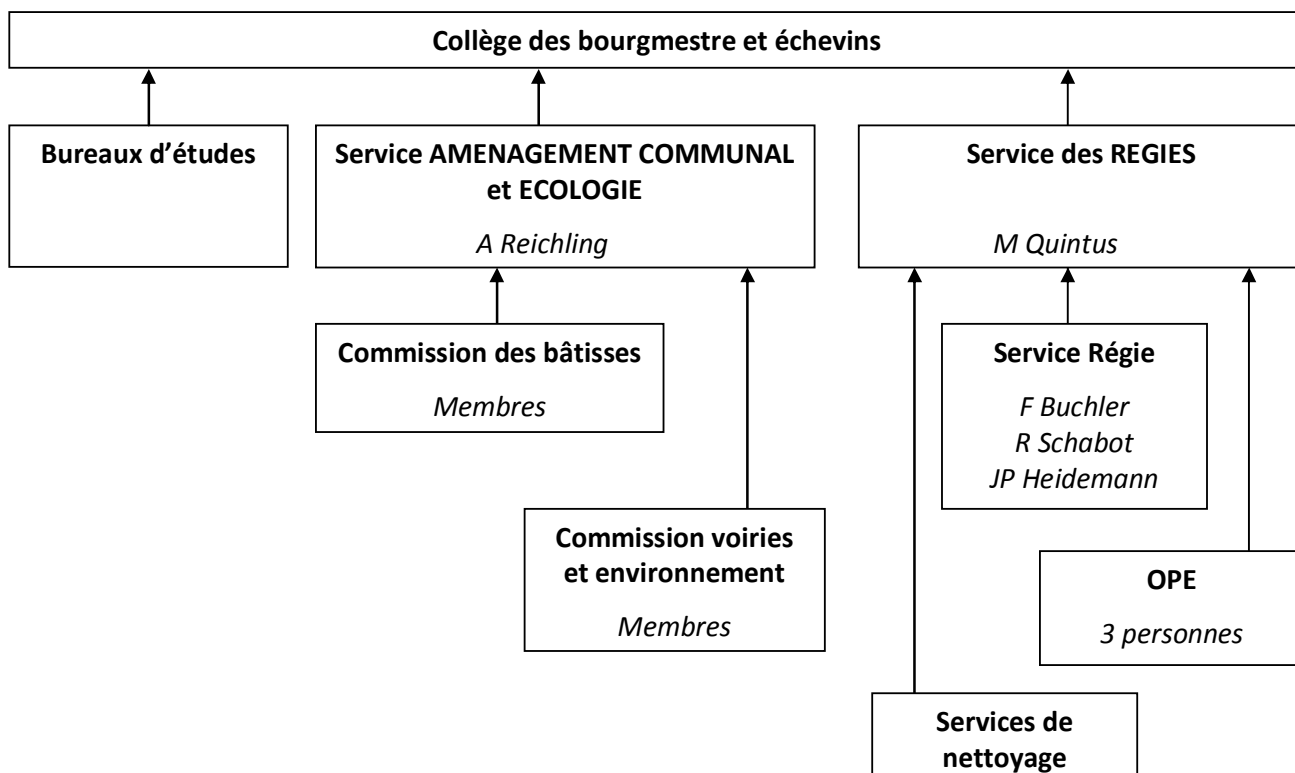 Collège des bourgmestre et échevins
Bureaux d’études
Service AMENAGEMENT COMMUNAL
et ECOLOGIE
A Reichling
Service des REGIES
M Quintus
Commission des bâtisses
Membres
Service Régie
F Buchler
R Schabot
JP Heidemann
Commission voiries
et environnement
Membres
OPE
3 personnes
Services de
nettoyage